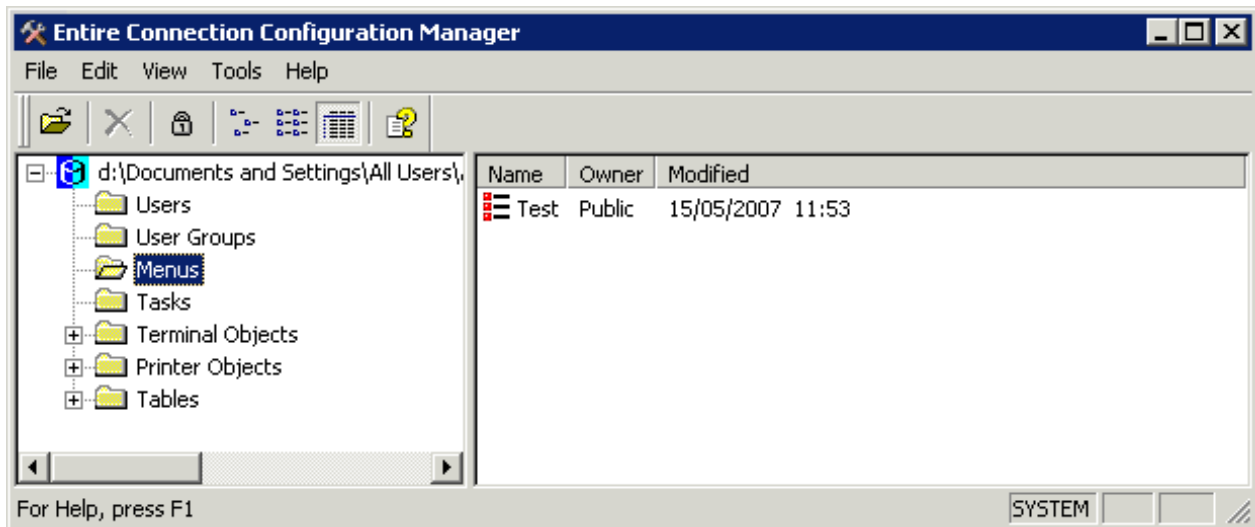 Entire Connection Configuration Manager
File Edit View Tools Help
d:\Documents and Settings\All Users\
Users
User Groups
Menus
Tasks
Terminal Objects
Printer Objects
Tables
Name Owner Modified
Test Public 15/05/2007 11:53
For Help, press F1
SYSTEM